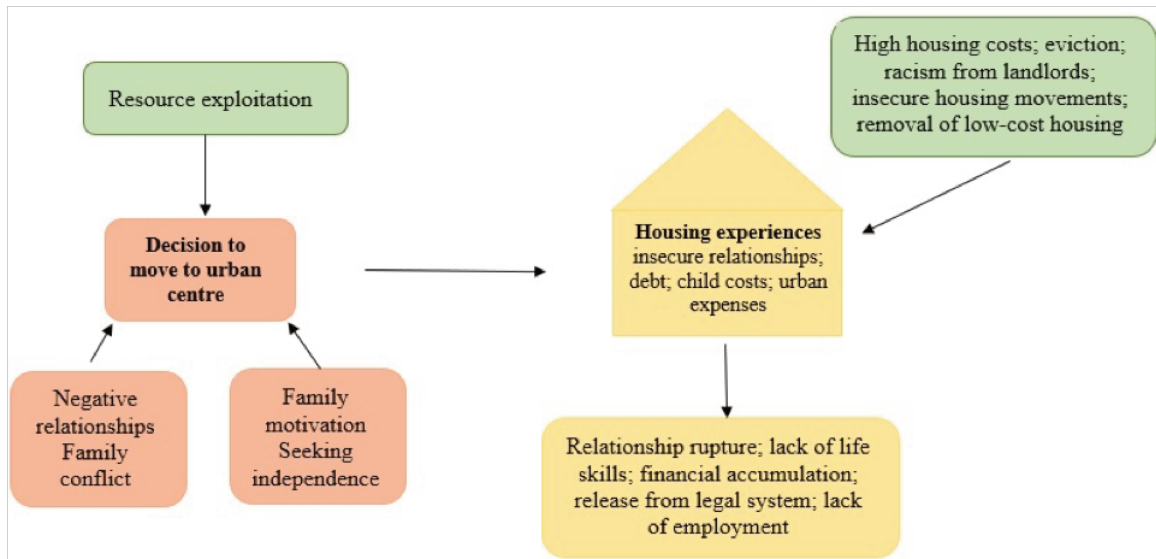 High housing costs; eviction;
racism from landlords;
insecure housing movements;
removal of low-cost housing
Resource exploitation
Decision to
move to urban
centre
Housing experiences
insecure relationships;
debt; child costs; urban
expenses
Negative
relationships
Family
conflict
Family
motivation
Seeking
independence
Relationship rupture; lack of life
skills; financial accumulation;
release from legal system; lack
of employment